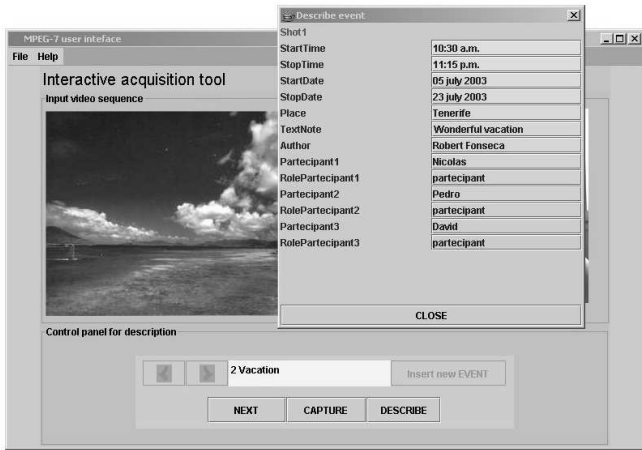 MPEG-7 user inteface
File Help
Interactive acquisition tool
Input video sequence
Describe event
Shot1
StartTime 10:30 a.m.
StopTime 11:15 p.m.
StartDate 05 july 2003
StopDate 23 july 2003
Place Tenerife
TextNote Wonderful vacation
Author Robert Fonseca
Partecipant1 Nicolas
RolePartecipant1 partecipant
Partecipant2 Pedro
RolePartecipant2 partecipant
Partecipant3 David
RolePartecipant3 partecipant
CLOSE
Control panel for description
2 Vacation
Insert new EVENT
NEXT CAPTURE DESCRIBE